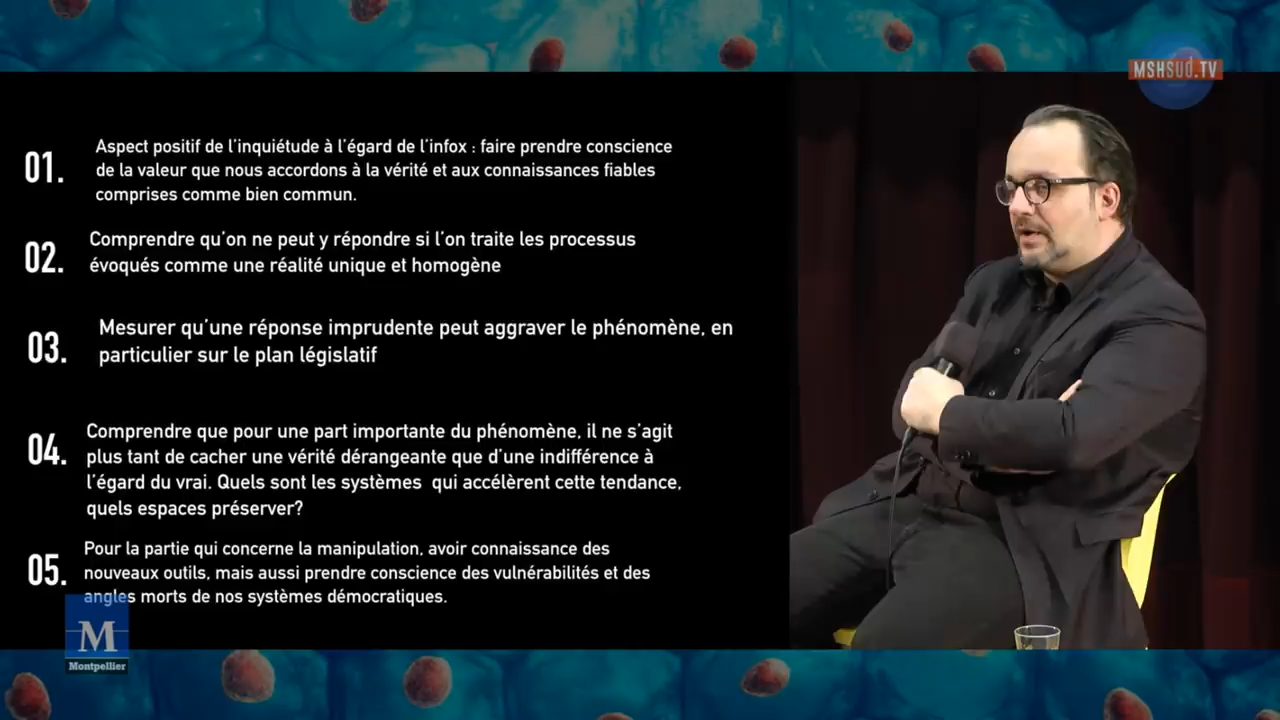 MSHSUD.TV
01.
Aspect positif de l'inquiétude à l'égard de l'infox : faire prendre conscience
de la valeur que nous accordons à la vérité et aux connaissances fiables
comprises comme bien commun.
02.
Comprendre qu'on ne peut y répondre si l'on traite les processus
évoqués comme une réalité unique et homogène
03.
Mesurer qu'une réponse imprudente peut aggraver le phénomène, en
particulier sur le plan législatif
04.
Comprendre que pour une part importante du phénomène, il ne s'agit
plus tant de cacher une vérité dérangeante que d'une indifférence à
l'égard du vrai. Quels sont les systèmes qui accélèrent cette tendance,
quels espaces préserver?
05.
Pour la partie qui concerne la manipulation, avoir connaissance des
nouveaux outils, mais aussi prendre conscience des vulnérabilités et des
angles morts de nos systèmes démocratiques.
M
Montpellier